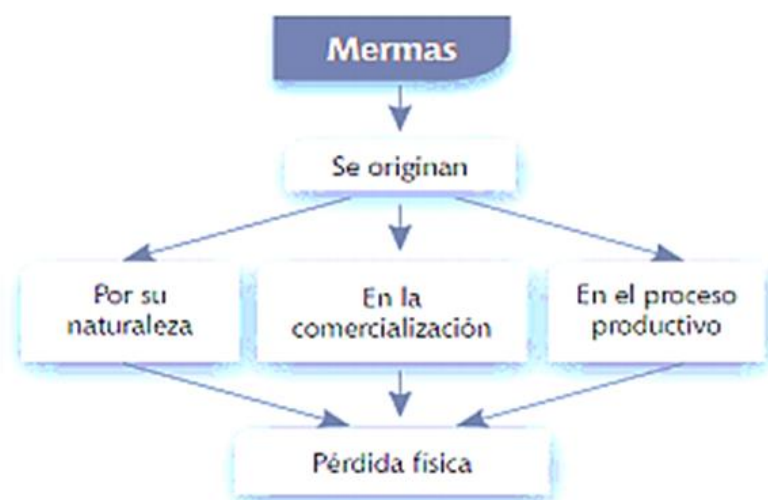 Mermas
Se originan
Por su
naturaleza
En la
comercialización
En el proceso
productivo
Pérdida física